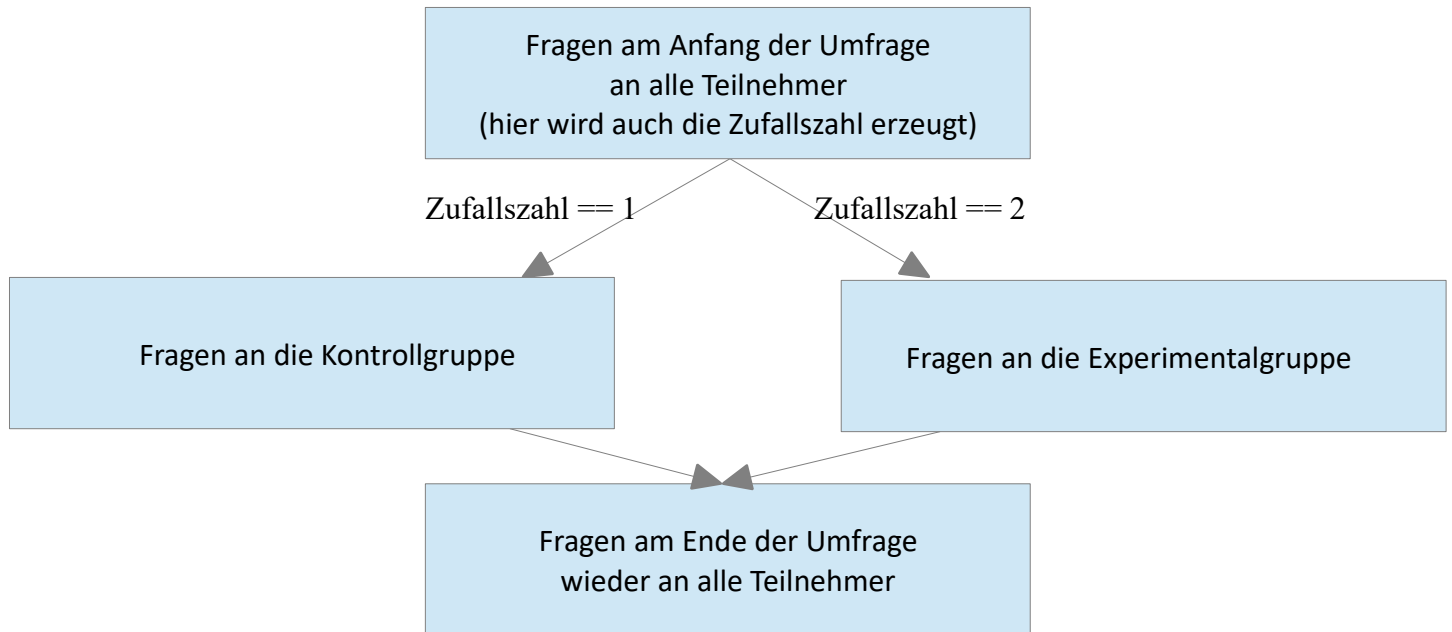 Fragen am Anfang der Umfrage
an alle Teilnehmer
(hier wird auch die Zufallszahl erzeugt)
Zufallszahl == 1
Zufallszahl == 2
Fragen an die Kontrollgruppe
Fragen an die Experimentalgruppe
Fragen am Ende der Umfrage
wieder an alle Teilnehmer